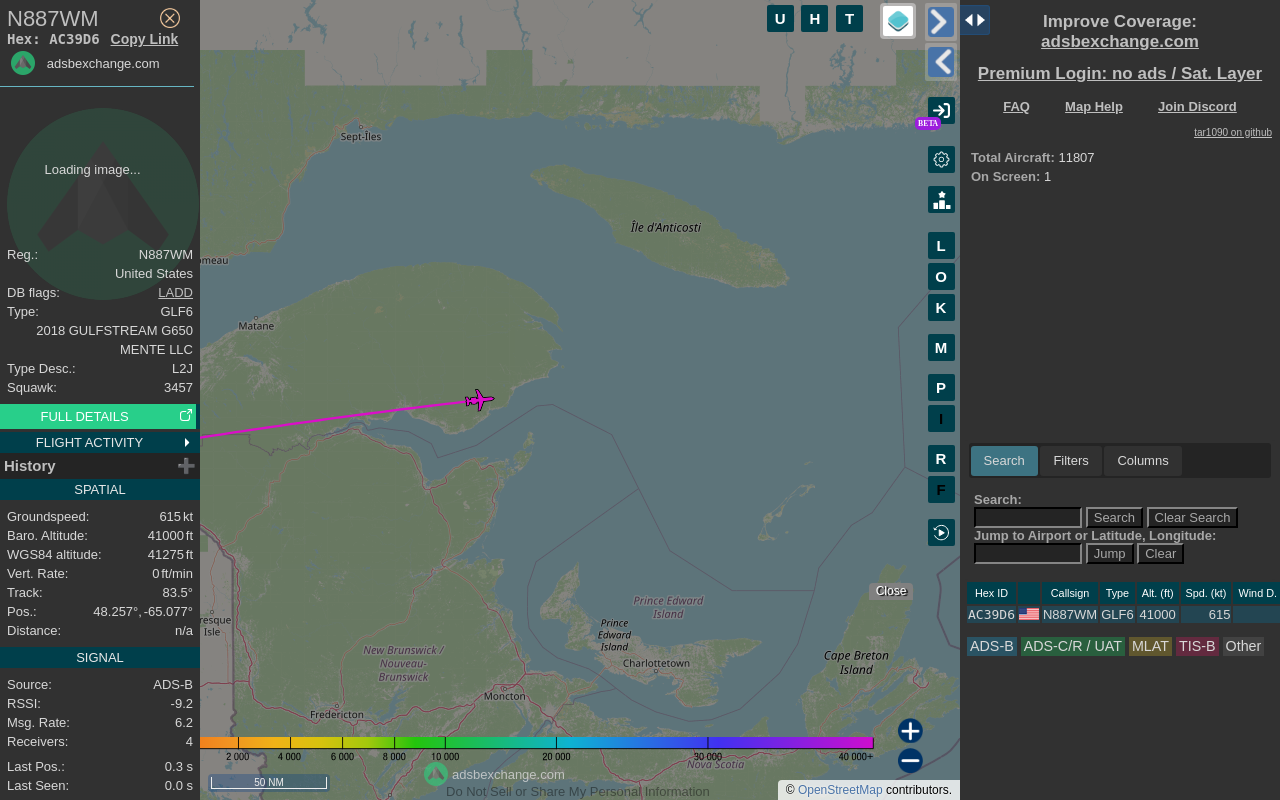 N887WM
Hex: AC39D6 Copy Link
adsbexchange.com
Loading image...
Reg.: N887WM
United States
DB flags: LADD
Type: GLF6
2018 GULFSTREAM G650
MENTE LLC
Type Desc.: L2J
Squawk: 3457
FULL DETAILS
FLIGHT ACTIVITY
History
SPATIAL
Groundspeed: 615 kt
Baro. Altitude: 41000 ft
WGS84 altitude: 41275 ft
Vert. Rate: 0 ft/min
Track: 83.5°
Pos.: 48.257°, -65.077°
Distance: n/a
SIGNAL
Source: ADS-B
RSSI: -9.2
Msg. Rate: 6.2
Receivers: 4
Last Pos.: 0.3 s
Last Seen: 0.0 s
U H T
BETA
L
O
K
M
P
I
R
F
Sept-Îles
Île d'Anticosti
omeau
Matane
resque
Isle
New Brunswick /
Nouveau-
Brunswick
Fredericton
Moncton
Prince Edward
Island
Prince
Edward
Island
Charlottetown
Cape Breton
Island
Nova Scotia
Close
2 000 4 000 6 000 8 000 10 000 20 000 30 000 40 000+
50 NM
adsbexchange.com
Do Not Sell or Share My Personal Information
© OpenStreetMap contributors.
Improve Coverage:
adsbexchange.com
Premium Login: no ads / Sat. Layer
FAQ Map Help Join Discord
tar1090 on github
Total Aircraft: 11807
On Screen: 1
Search Filters Columns
Search:
Search Clear Search
Jump to Airport or Latitude, Longitude:
Jump Clear
Hex ID Callsign Type Alt. (ft) Spd. (kt) Wind D.
AC39D6 N887WM GLF6 41000 615
ADS-B ADS-C/R / UAT MLAT TIS-B Other